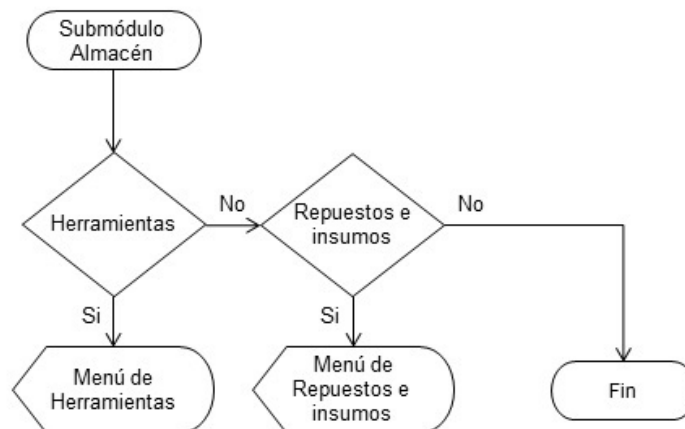 Submódulo
Almacén
Herramientas
No
Repuestos e
insumos
No
Si
Si
Menú de
Herramientas
Menú de
Repuestos e
insumos
Fin